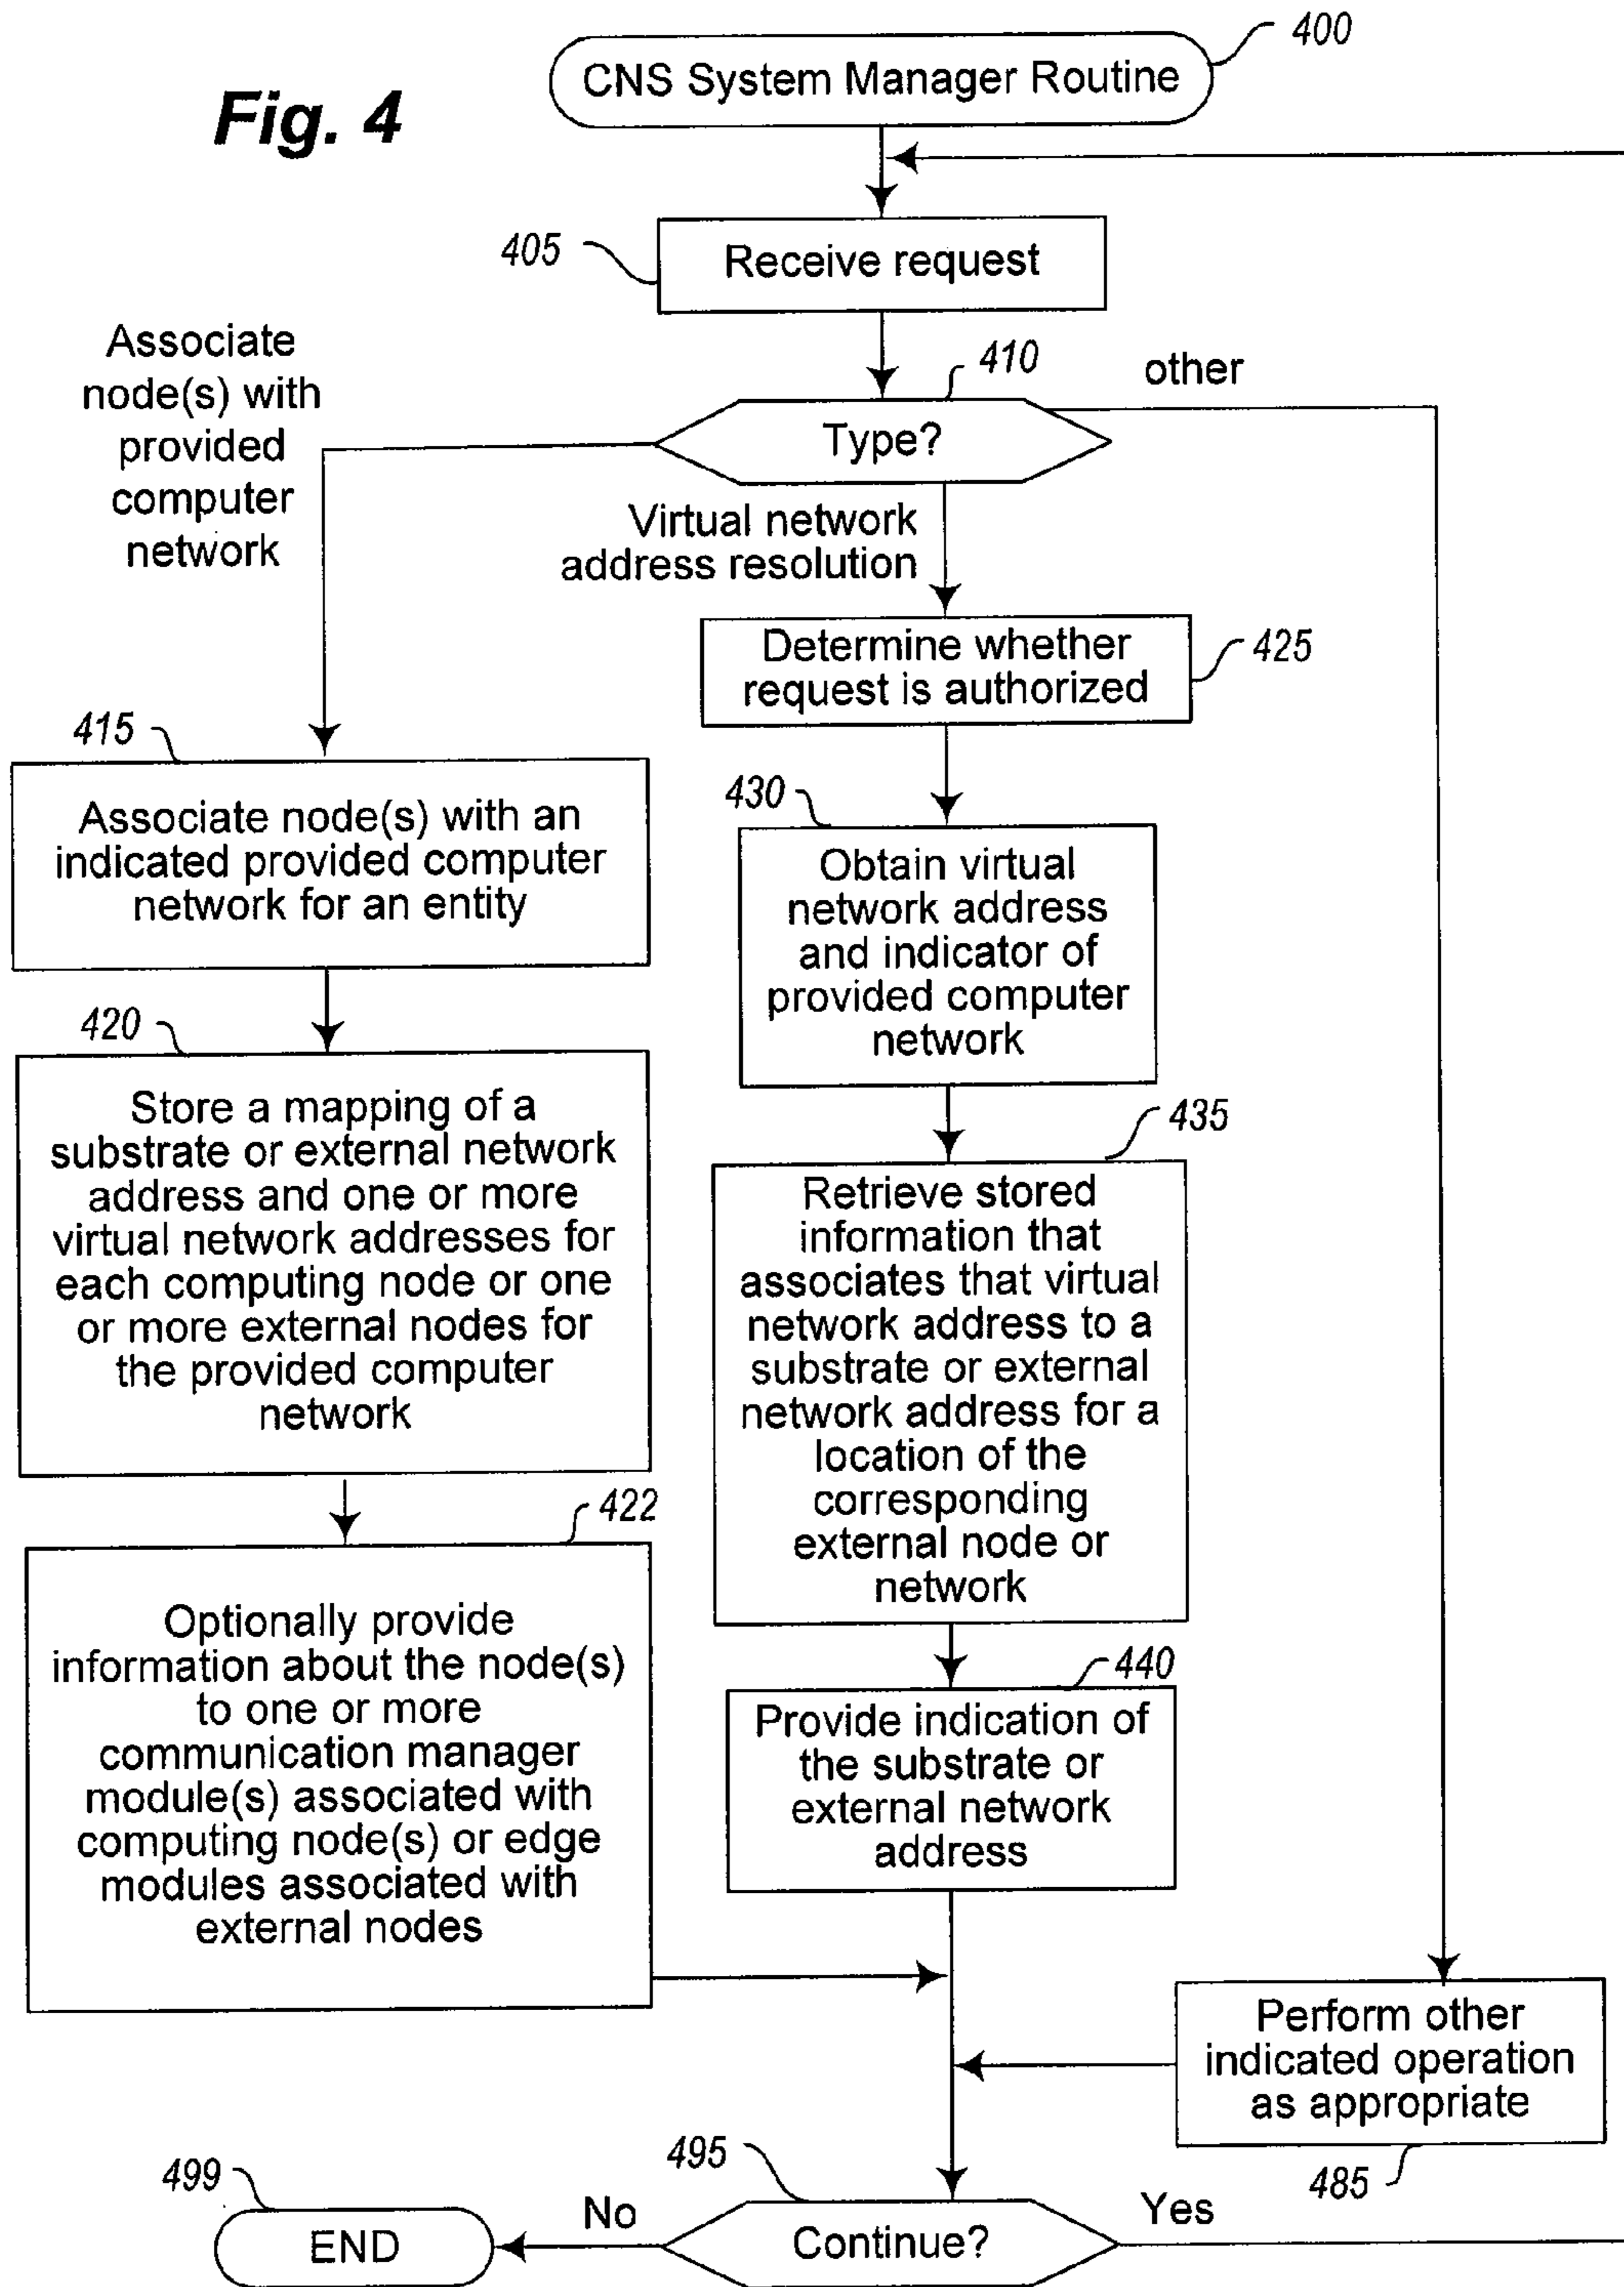 Fig. 4
CNS System Manager Routine
400
405
Receive request
Associate
node(s) with
provided
computer
network
410
other
Type?
Virtual network
address resolution
Determine whether
request is authorized
425
415
Associate node(s) with an
indicated provided computer
network for an entity
430
Obtain virtual
network address
and indicator of
provided computer
network
420
Store a mapping of a
substrate or external network
address and one or more
virtual network addresses for
each computing node or one
or more external nodes for
the provided computer
network
435
Retrieve stored
information that
associates that virtual
network address to a
substrate or external
network address for a
location of the
corresponding
external node or
network
422
Optionally provide
information about the node(s)
to one or more
communication manager
module(s) associated with
computing node(s) or edge
modules associated with
external nodes
440
Provide indication of
the substrate or
external network
address
Perform other
indicated operation
as appropriate
485
495
Continue?
Yes
No
499
END